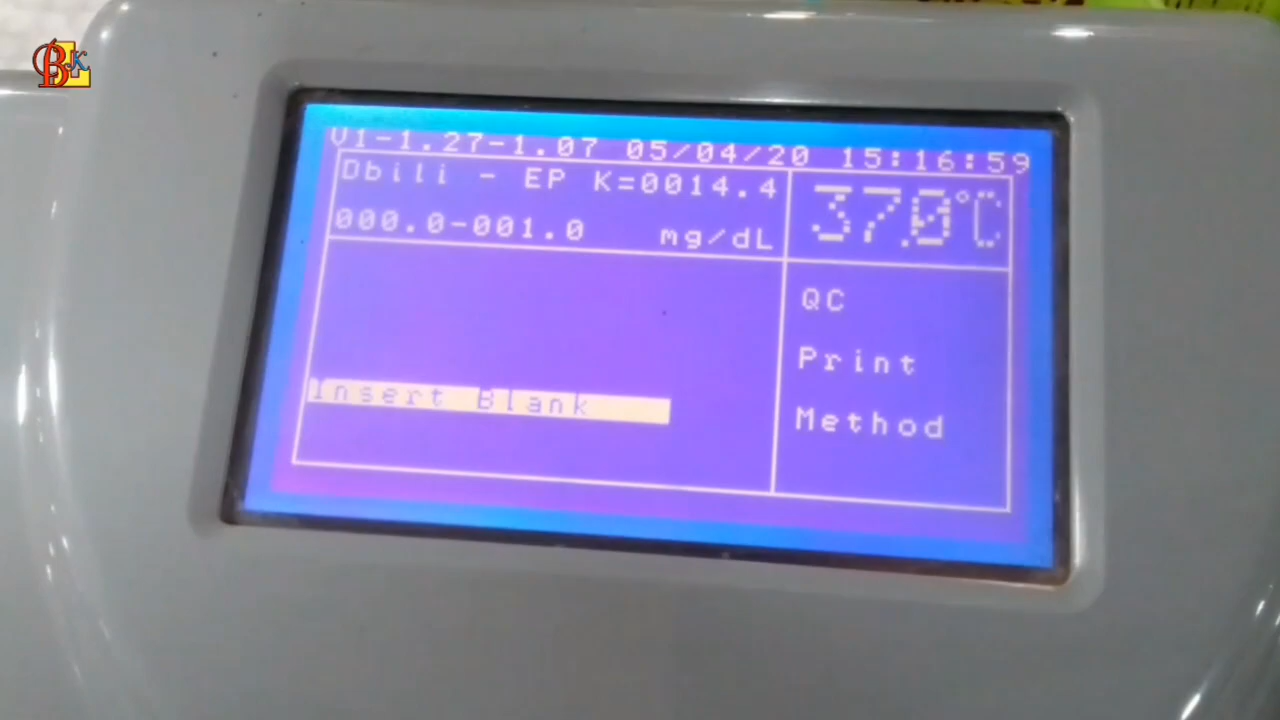 BLK
V1-1.27-1.07 05/04/20 15:16:59
Dbili - EP K=0014.4
000.0-001.0 mg/dL
37.0°C
QC
Print
Method
Insert Blank